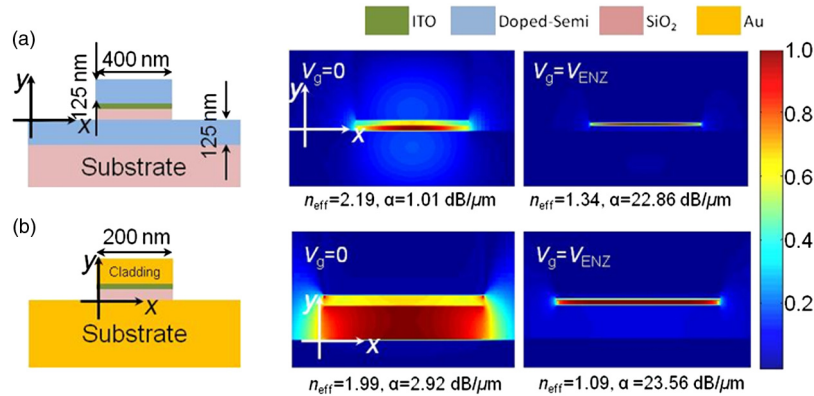 ITO Doped-Semi SiO₂ Au
(a)
400 nm
125 nm
y
x
125 nm
Substrate
Vg=0
y
x
neff=2.19, α=1.01 dB/µm
Vg=VENZ
neff=1.34, α=22.86 dB/µm
(b)
200 nm
y
Cladding
x
Substrate
Vg=0
y
x
neff=1.99, α=2.92 dB/µm
Vg=VENZ
neff=1.09, α=23.56 dB/µm
1.0
0.8
0.6
0.4
0.2